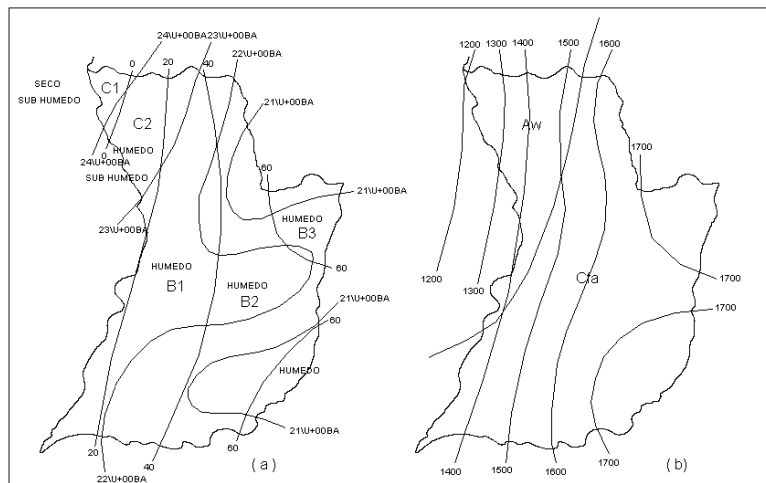 24\U+00BA
23\U+00BA
0
20
40
22\U+00BA
SECO
SUB HUMEDO
C1
21\U+00BA
C2
HUMEDO
0
24\U+00BA
SUB HUMEDO
60
21\U+00BA
23\U+00BA
HUMEDO
B3
HUMEDO
B1
60
HUMEDO
B2
21\U+00BA
60
HUMEDO
21\U+00BA
20
60
40
22\U+00BA
( a )
1200
1300
1400
1500
1600
Aw
1700
1200
1300
Cfa
1700
1700
1400
1500
1600
1700
( b )